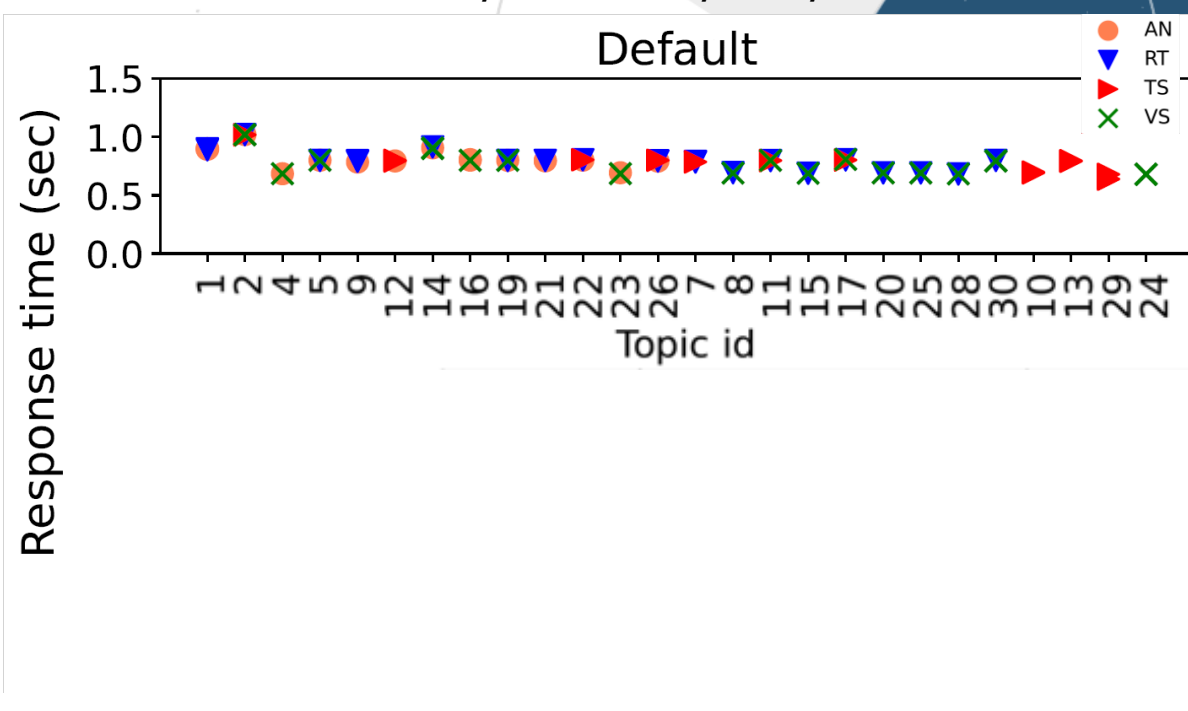 Default
AN
RT
TS
VS
1.5
1.0
0.5
0.0
Response time (sec)
1 2 4 5 9 12 14 16 19 21 22 23 26 7 8 11 15 17 20 25 28 30 10 13 29 24
Topic id